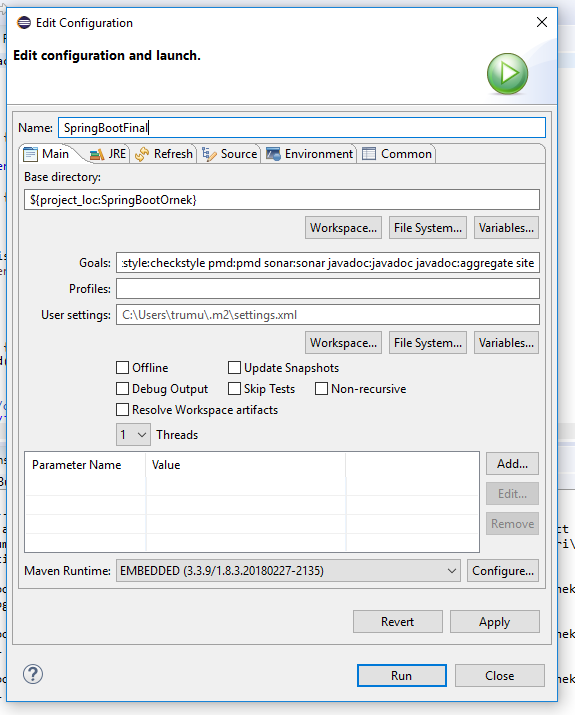 Edit Configuration
Edit configuration and launch.
Name: SpringBootFinal
Main JRE Refresh Source Environment Common
Base directory:
${project_loc:SpringBootOrnek}
Workspace... File System... Variables...
Goals: :style:checkstyle pmd:pmd sonar:sonar javadoc:javadoc javadoc:aggregate site
Profiles:
User settings: C:\Users\trumu\.m2\settings.xml
Workspace... File System... Variables...
Offline Update Snapshots
Debug Output Skip Tests Non-recursive
Resolve Workspace artifacts
1 Threads
Parameter Name Value
Add...
Edit...
Remove
Maven Runtime: EMBEDDED (3.3.9/1.8.3.20180227-2135) Configure...
Revert Apply
? Run Close